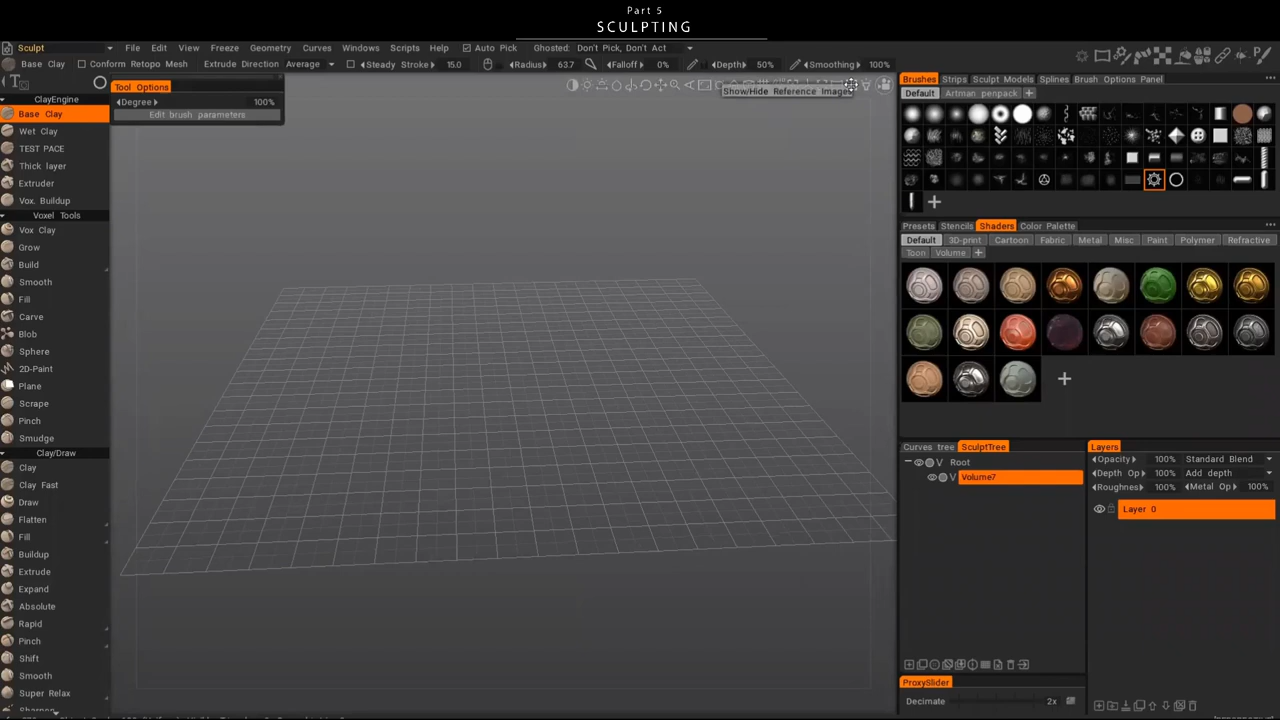 Part 5
SCULPTING
Sculpt File Edit View Freeze Geometry Curves Windows Scripts Help Auto Pick Ghosted: Don't Pick, Don't Act
Base Clay Conform Retopo Mesh Extrude Direction Average Steady Stroke 15.0 Radius 63.7 Falloff 0% Depth 50% Smoothing 100%
Tool Options
Degree 100%
Edit brush parameters
Show/Hide Reference Images
ClayEngine
Base Clay
Wet Clay
TEST PACE
Thick layer
Extruder
Vox. Buildup
Voxel Tools
Vox Clay
Grow
Build
Smooth
Fill
Carve
Blob
Sphere
2D-Paint
Plane
Scrape
Pinch
Smudge
Clay/Draw
Clay
Clay Fast
Draw
Flatten
Fill
Buildup
Extrude
Expand
Absolute
Rapid
Pinch
Shift
Smooth
Super Relax
Brushes Strips Sculpt Models Splines Brush Options Panel
Default Artman penpack
Presets Stencils Shaders Color Palette
Default 3D-print Cartoon Fabric Metal Misc Paint Polymer Refractive
Toon Volume
Curves tree SculptTree
V Root
V Volume7
Layers
Opacity 100% Standard Blend
Depth Op 100% Add depth
Roughness 100% Metal Op 100%
Layer 0
ProxySlider
Decimate 2x